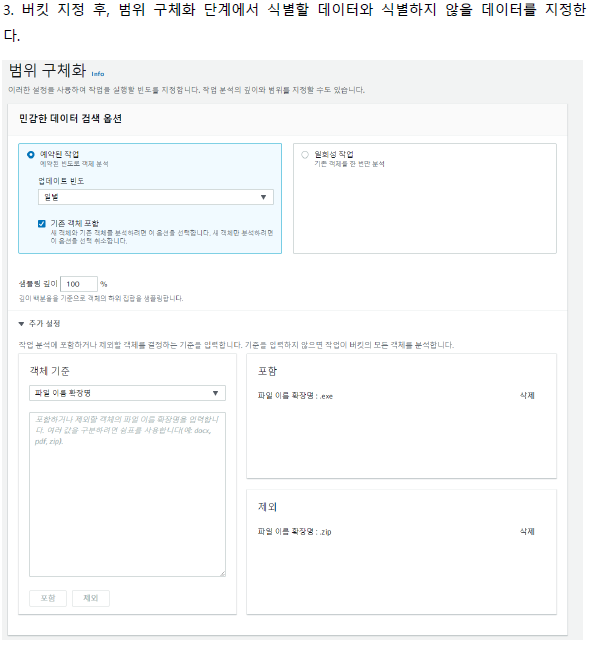 3. 버킷 지정 후, 범위 구체화 단계에서 식별할 데이터와 식별하지 않을 데이터를 지정한
다.
범위 구체화 Info
이러한 설정을 사용하여 작업을 실행할 빈도를 지정합니다. 작업 분석의 깊이와 범위를 지정할 수도 있습니다.
민감한 데이터 검색 옵션
예약된 작업
예약된 빈도로 객체 분석
업데이트 빈도
일별
기존 객체 포함
새 객체와 기존 객체를 분석하려면 이 옵션을 선택합니다. 새 객체만 분석하려면
이 옵션을 선택 취소합니다.
일회성 작업
기존 객체를 한 번만 분석
샘플링 깊이 100 %
깊이 백분율을 기준으로 객체의 하위 집합을 샘플링합니다.
추가 설정
작업 분석에 포함하거나 제외할 객체를 결정하는 기준을 입력합니다. 기준을 입력하지 않으면 작업이 버킷의 모든 객체를 분석합니다.
객체 기준
파일 이름 확장명
포함하거나 제외할 객체의 파일 이름 확장명을 입력합니
다. 여러 값을 구분하려면 쉼표를 사용합니다(예: docx,
pdf, zip).
포함 제외
포함
파일 이름 확장명 : .exe 삭제
제외
파일 이름 확장명 : .zip 삭제